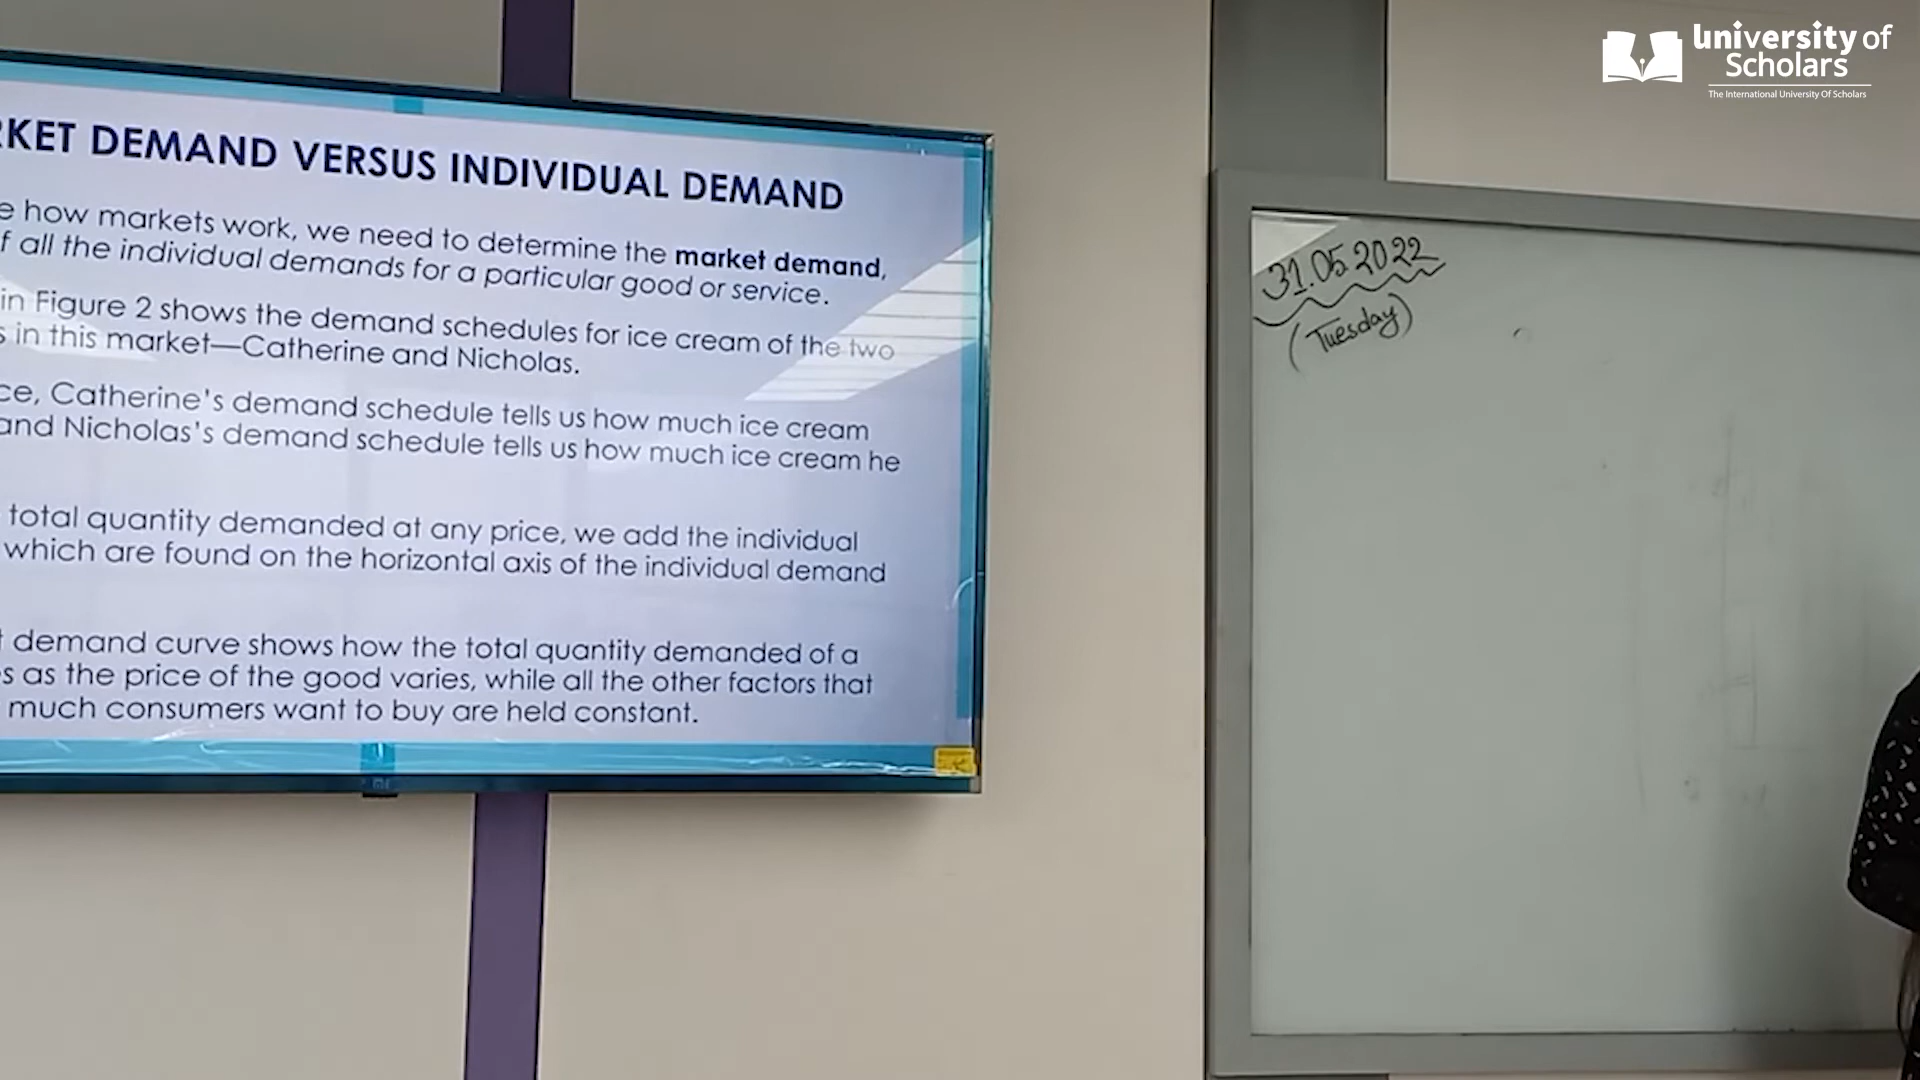 RKET DEMAND VERSUS INDIVIDUAL DEMAND
e how markets work, we need to determine the market demand,
f all the individual demands for a particular good or service.
in Figure 2 shows the demand schedules for ice cream of the two
s in this market—Catherine and Nicholas.
ce, Catherine's demand schedule tells us how much ice cream
and Nicholas's demand schedule tells us how much ice cream he
total quantity demanded at any price, we add the individual
which are found on the horizontal axis of the individual demand
t demand curve shows how the total quantity demanded of a
s as the price of the good varies, while all the other factors that
much consumers want to buy are held constant.
31.05.2022
(Tuesday)
university of
Scholars
The International University Of Scholars